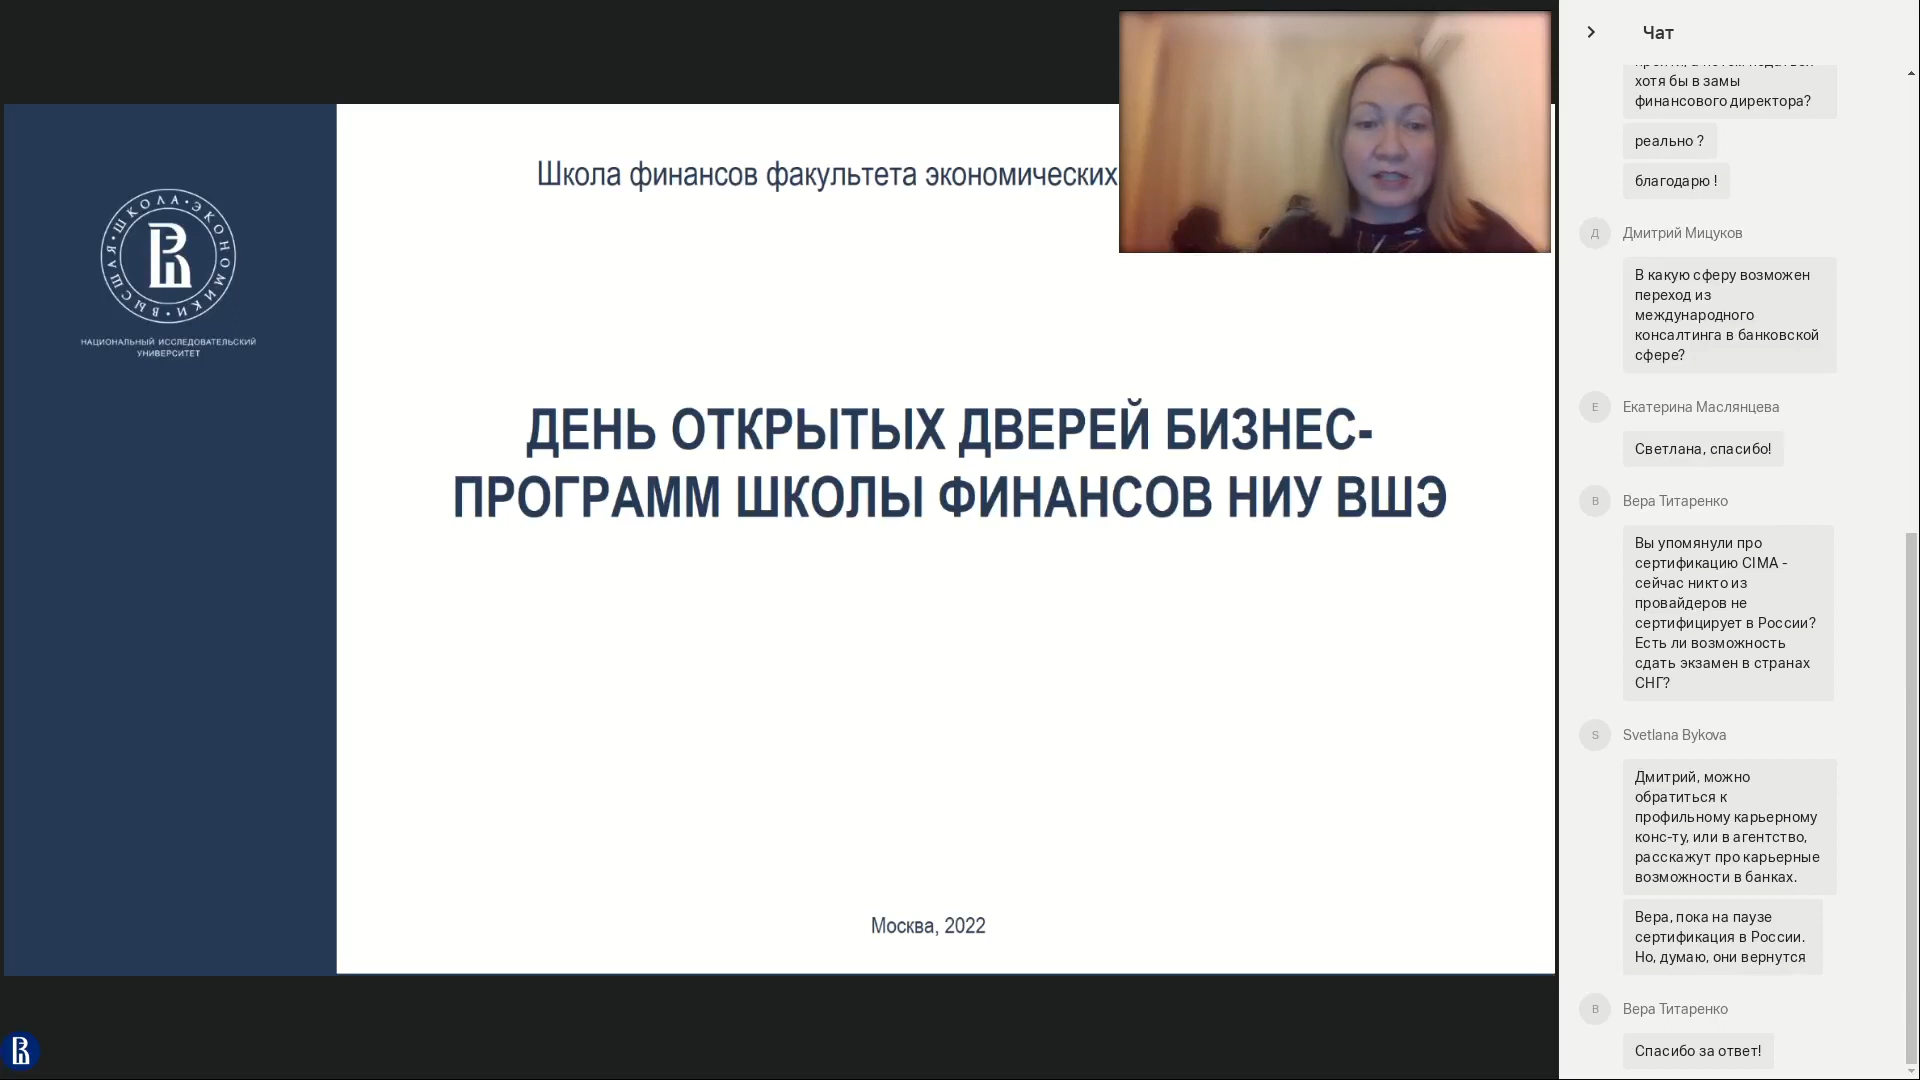 ВЫСШАЯ • ШКОЛА • ЭКОНОМИКИ •
НАЦИОНАЛЬНЫЙ ИССЛЕДОВАТЕЛЬСКИЙ
УНИВЕРСИТЕТ
Школа финансов факультета экономических
ДЕНЬ ОТКРЫТЫХ ДВЕРЕЙ БИЗНЕС-
ПРОГРАММ ШКОЛЫ ФИНАНСОВ НИУ ВШЭ
Москва, 2022
Чат
хотя бы в замы
финансового директора?
реально ?
благодарю !
Д
Дмитрий Мицуков
В какую сферу возможен
переход из
международного
консалтинга в банковской
сфере?
Е
Екатерина Маслянцева
Светлана, спасибо!
В
Вера Титаренко
Вы упомянули про
сертификацию CIMA -
сейчас никто из
провайдеров не
сертифицирует в России?
Есть ли возможность
сдать экзамен в странах
СНГ?
S
Svetlana Bykova
Дмитрий, можно
обратиться к
профильному карьерному
конс-ту, или в агентство,
расскажут про карьерные
возможности в банках.
Вера, пока на паузе
сертификация в России.
Но, думаю, они вернутся
В
Вера Титаренко
Спасибо за ответ!